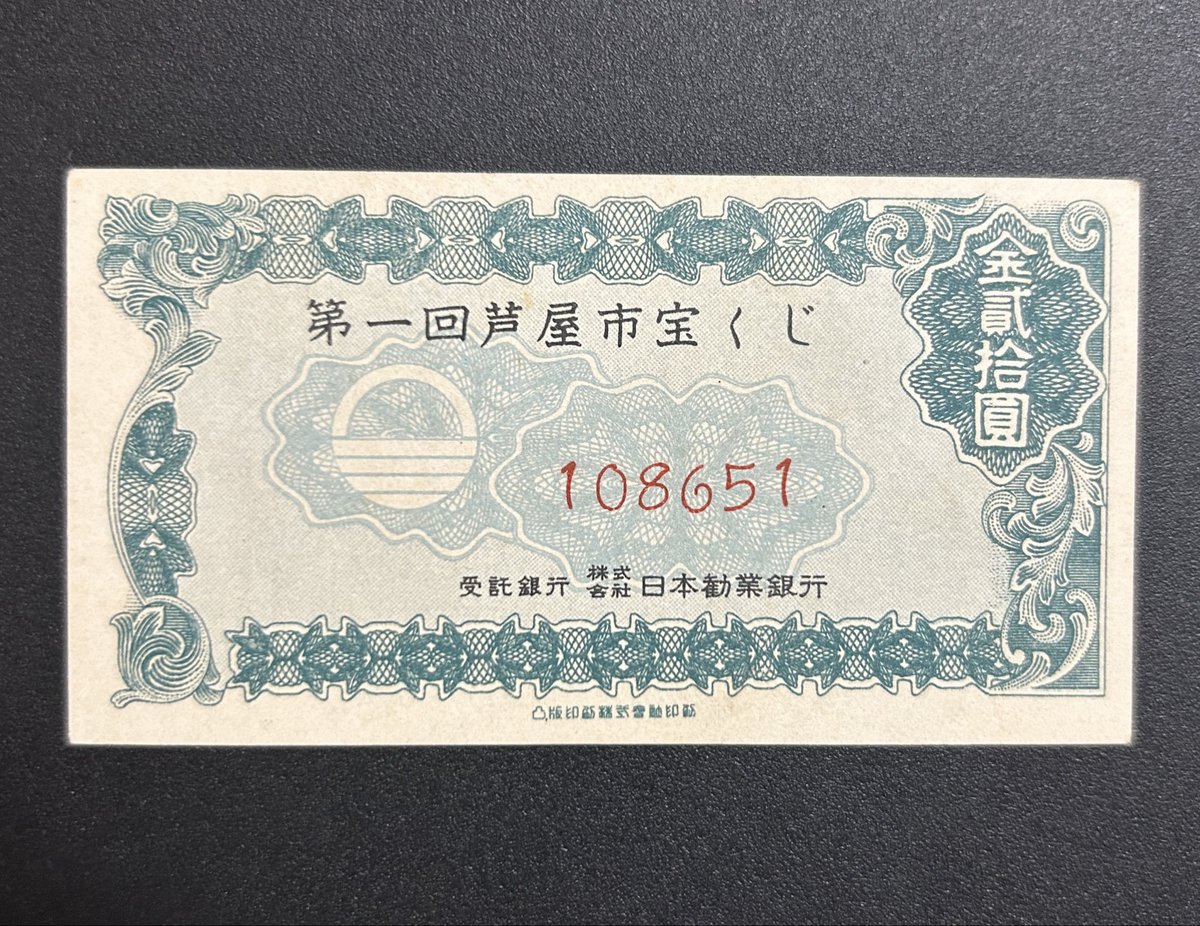 第一回芦屋市宝くじ
金貳拾圓
108651
受託銀行 株式会社日本勧業銀行
凸版印刷株式會社印刷